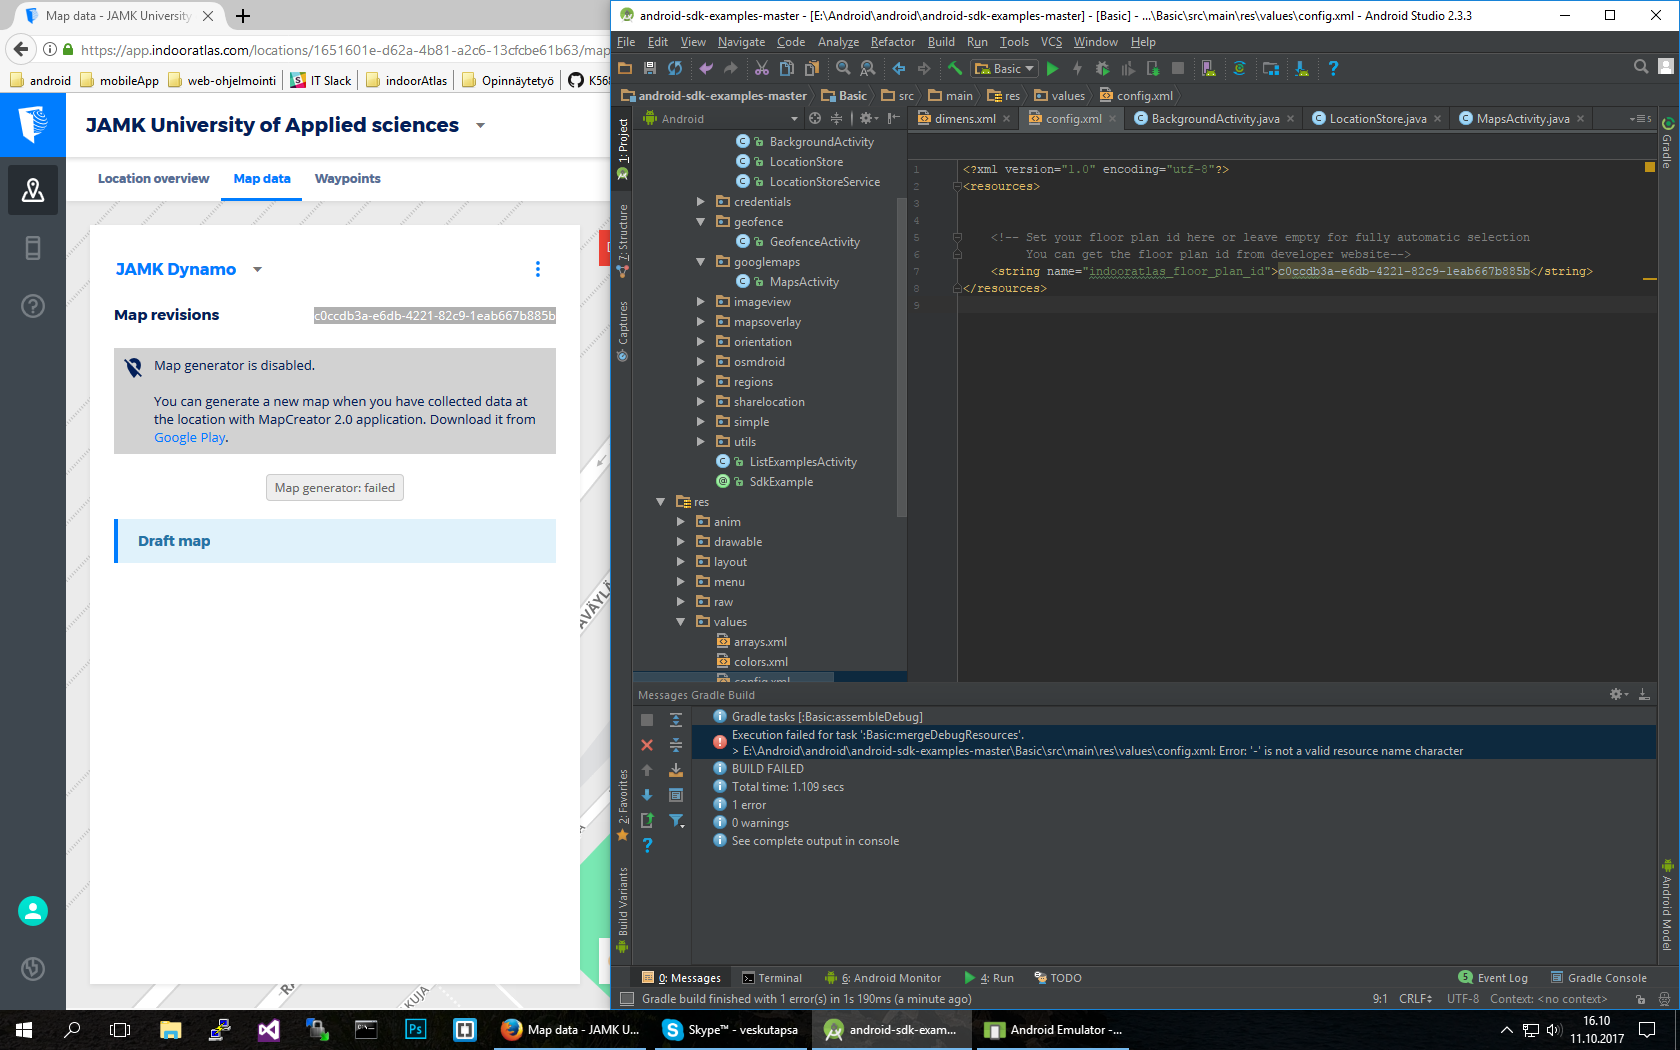 Map data - JAMK University
https://app.indooratlas.com/locations/1651601e-d62a-4b81-a2c6-13cfcbe61b63/map
android
mobileApp
web-ohjelmointi
IT Slack
indoorAtlas
Opinnäytetyö
K568
JAMK University of Applied sciences
Location overview
Map data
Waypoints
JAMK Dynamo
Map revisions
c0ccdb3a-e6db-4221-82c9-1eab667b885b
Map generator is disabled.
You can generate a new map when you have collected data at
the location with MapCreator 2.0 application. Download it from
Google Play.
Map generator: failed
Draft map
KUJA
android-sdk-examples-master - [E:\Android\android\android-sdk-examples-master] - [Basic] - ...\Basic\src\main\res\values\config.xml - Android Studio 2.3.3
File Edit View Navigate Code Analyze Refactor Build Run Tools VCS Window Help
Basic
android-sdk-examples-master Basic src main res values config.xml
Android
dimens.xml
config.xml
BackgroundActivity.java
LocationStore.java
MapsActivity.java
1: Project
7: Structure
Captures
2: Favorites
Build Variants
Gradle
Android Model
BackgroundActivity
LocationStore
LocationStoreService
credentials
geofence
GeofenceActivity
googlemaps
MapsActivity
imageview
mapsoverlay
orientation
osmdroid
regions
sharelocation
simple
utils
ListExamplesActivity
SdkExample
res
anim
drawable
layout
menu
raw
values
arrays.xml
colors.xml
config.xml
1 <?xml version="1.0" encoding="utf-8"?>
2 <resources>
3
4
5 <!-- Set your floor plan id here or leave empty for fully automatic selection
6 You can get the floor plan id from developer website-->
7 <string name="indooratlas_floor_plan_id">c0ccdb3a-e6db-4221-82c9-1eab667b885b</string>
8 </resources>
9
Messages Gradle Build
Gradle tasks [:Basic:assembleDebug]
Execution failed for task ':Basic:mergeDebugResources'.
> E:\Android\android\android-sdk-examples-master\Basic\src\main\res\values\config.xml: Error: '-' is not a valid resource name character
BUILD FAILED
Total time: 1.109 secs
1 error
0 warnings
See complete output in console
0: Messages
Terminal
6: Android Monitor
4: Run
TODO
5 Event Log
Gradle Console
Gradle build finished with 1 error(s) in 1s 190ms (a minute ago)
9:1 CRLF UTF-8 Context: <no context>
Map data - JAMK U...
Skype™ - veskutapsa
android-sdk-exam...
Android Emulator -...
16.10
11.10.2017